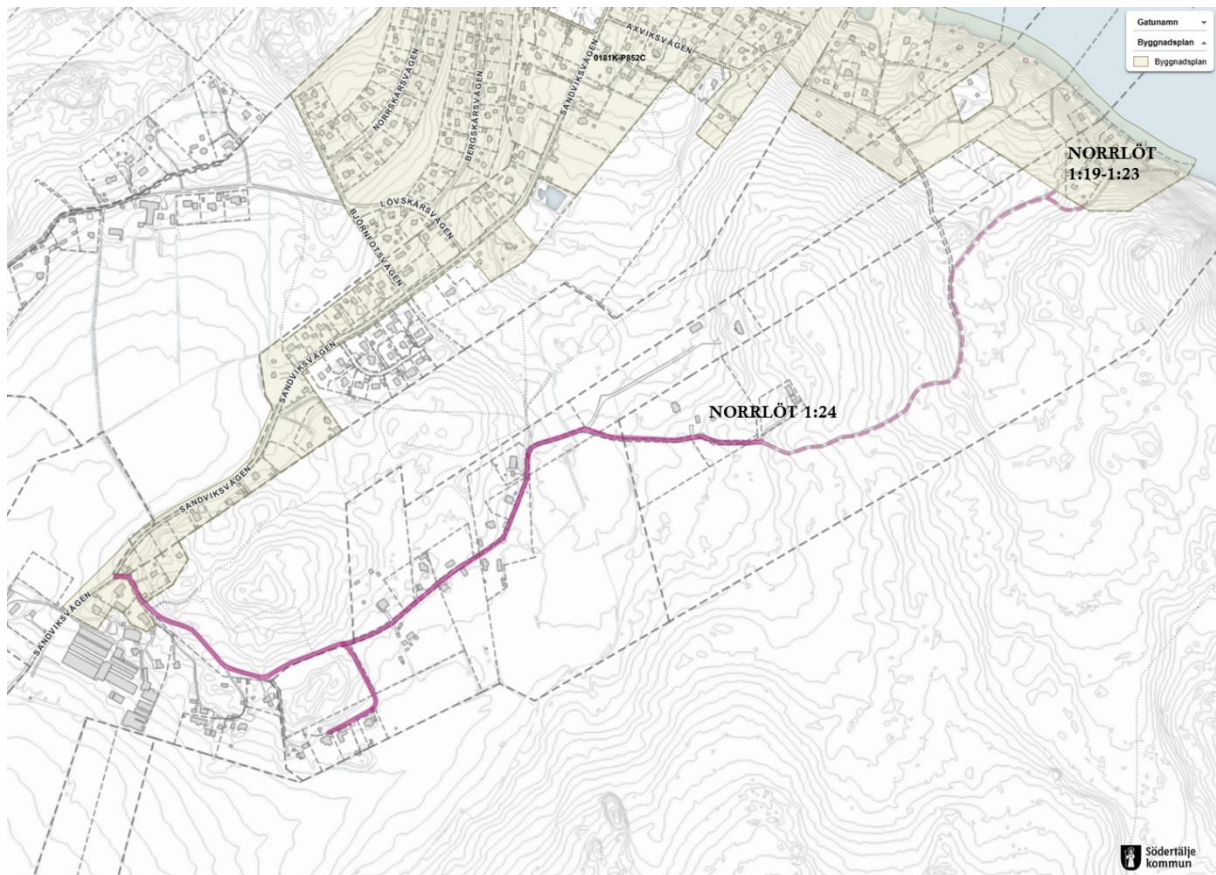 Gatunamn
Byggnadsplan
Byggnadsplan
AXVIKSVÄGEN
0181K-P852C
SANDVIKSVÄGEN
NORRSKÄRSVÄGEN
BERGSKÄRSVÄGEN
NORRLÖT
1:19-1:23
LÖVSKÄRSVÄGEN
BJÖRNFOTSVÄGEN
SANDVIKSVÄGEN
NORRLÖT 1:24
SANDVIKSVÄGEN
SANDVIKSVÄGEN
Södertälje
kommun